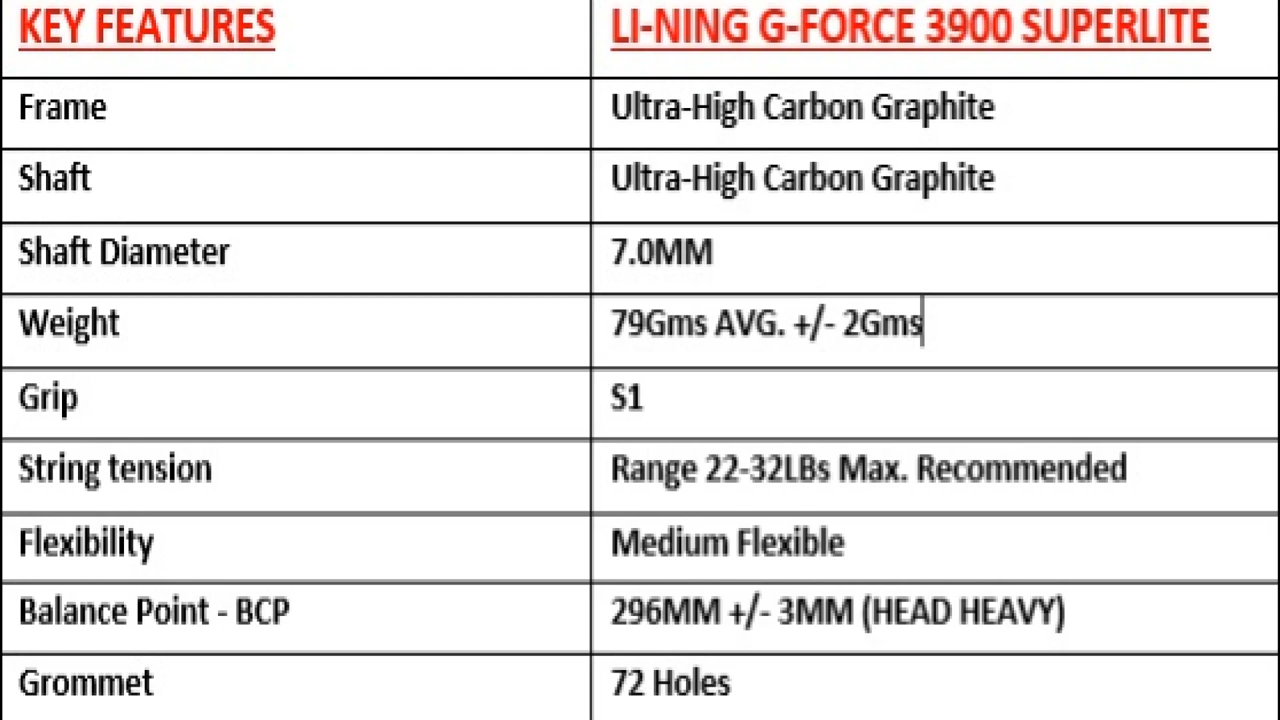 KEY FEATURES LI-NING G-FORCE 3900 SUPERLITE
Frame Ultra-High Carbon Graphite
Shaft Ultra-High Carbon Graphite
Shaft Diameter 7.0MM
Weight 79Gms AVG. +/- 2Gms
Grip S1
String tension Range 22-32LBs Max. Recommended
Flexibility Medium Flexible
Balance Point - BCP 296MM +/- 3MM (HEAD HEAVY)
Grommet 72 Holes